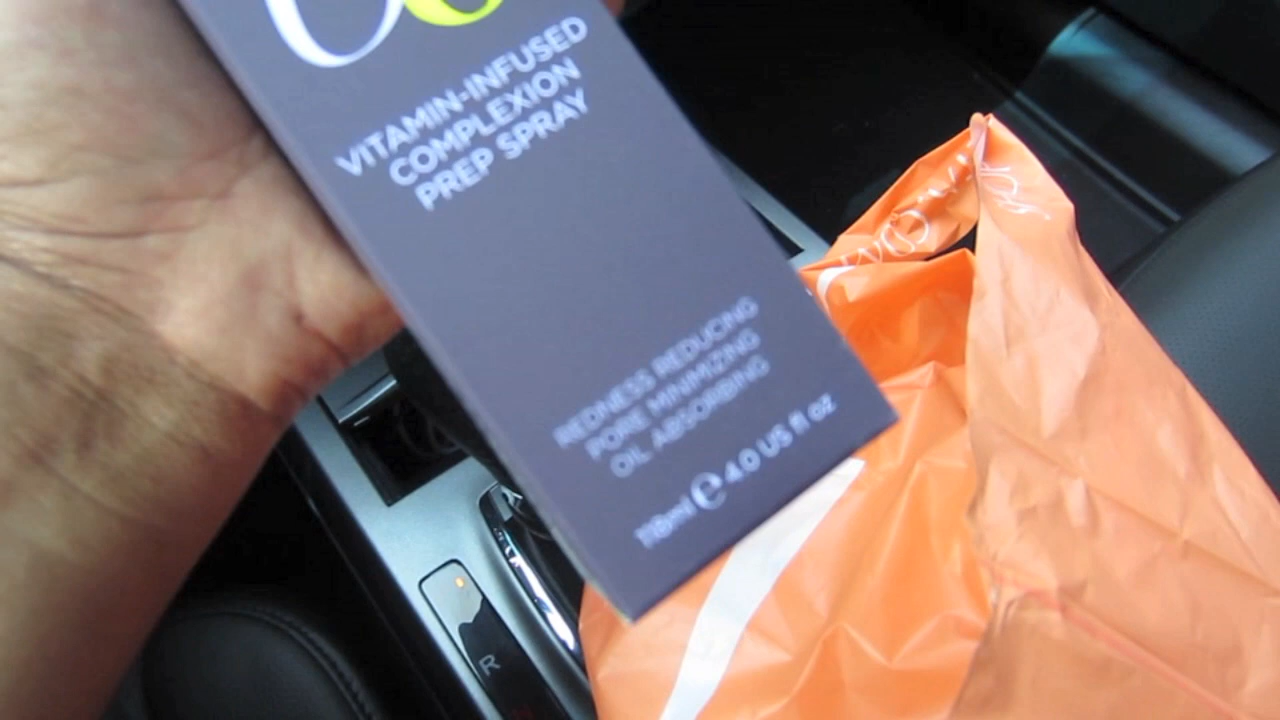 VITAMIN-INFUSED
COMPLEXION
PREP SPRAY
REDNESS REDUCING
PORE MINIMIZING
OIL ABSORBING
118ml e 4.0 US fl oz
R